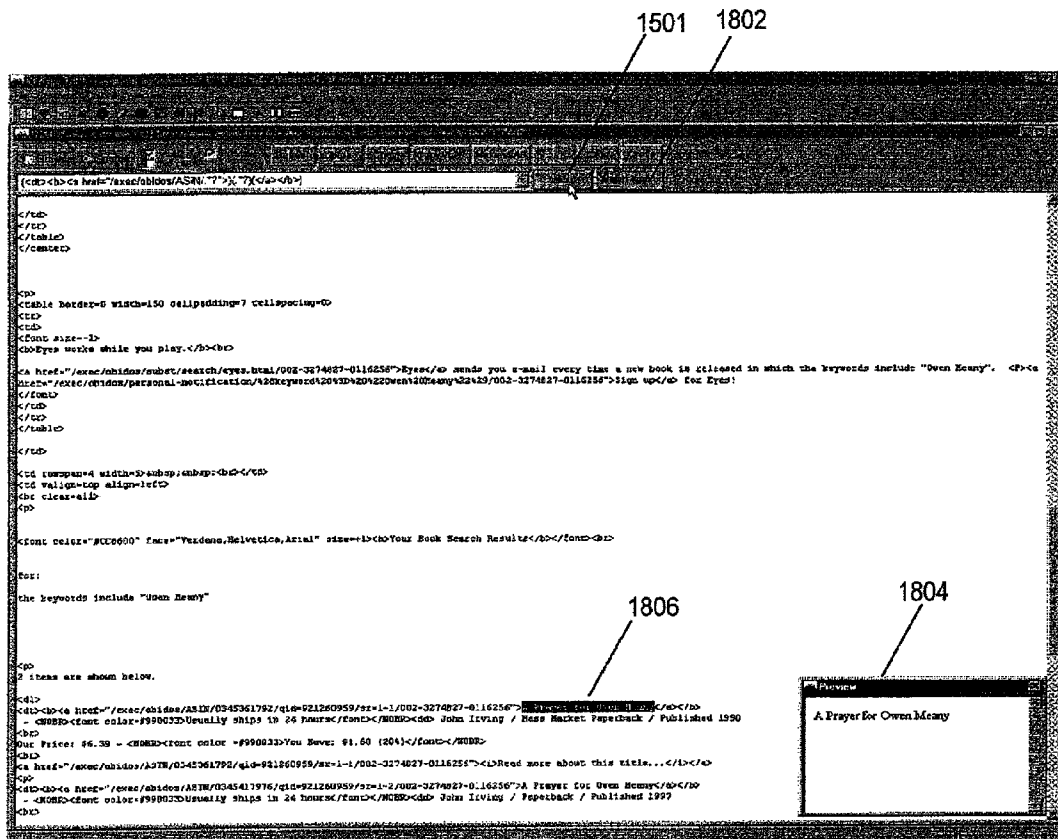 1501 1802
(<dt><b><a href="/exec/obidos/ASIN/.*?">)(.*?)(</a></b>)
</td>
</tr>
</table>
</center>
<p>
<table border=0 width=150 cellpadding=7 cellspacing=0>
<tr>
<td>
<font size=-1>
<b>Eyes works while you play.</b><br>
<a href="/exec/obidos/subst/search/eyes.html/002-3274827-0116256">Eyes</a> sends you e-mail every time a new book is released in which the keywords include "Owen Meany". <P><a
href="/exec/obidos/personal-notification/%28keyword%20%3D%20%22Owen%20Meany%22%29/002-3274827-0116256">Sign up</a> for Eyes!
</font>
</td>
</tr>
</table>
</td>
<td rowspan=4 width=5>&nbsp;&nbsp;<br></td>
<td valign=top align=left>
<br clear=all>
<p>
<font color="#CC6600" face="Verdana,Helvetica,Arial" size=+1><b>Your Book Search Results</b></font><br>
for:
the keywords include "Owen Meany"
1806 1804
<p>
2 items are shown below.
<dl>
<dt><b><a href="/exec/obidos/ASIN/0345361792/qid=921260959/sr=1-1/002-3274827-0116256">A Prayer for Owen Meany</a></b>
- <NOBR><font color=#990033>Usually ships in 24 hours</font></NOBR><dd> John Irving / Mass Market Paperback / Published 1990
<br>
Our Price: $6.39 - <NOBR><font color =#990033>You Save: $1.60 (20%)</font></NOBR>
<br>
<a href="/exec/obidos/ASIN/0345361792/qid=921260959/sr=1-1/002-3274827-0116256"><i>Read more about this title...</i></a>
<p>
<dt><b><a href="/exec/obidos/ASIN/0345417976/qid=921260959/sr=1-2/002-3274827-0116256">A Prayer for Owen Meany</a></b>
- <NOBR><font color=#990033>Usually ships in 24 hours</font></NOBR><dd> John Irving / Paperback / Published 1997
<br>
Preview
A Prayer for Owen Meany